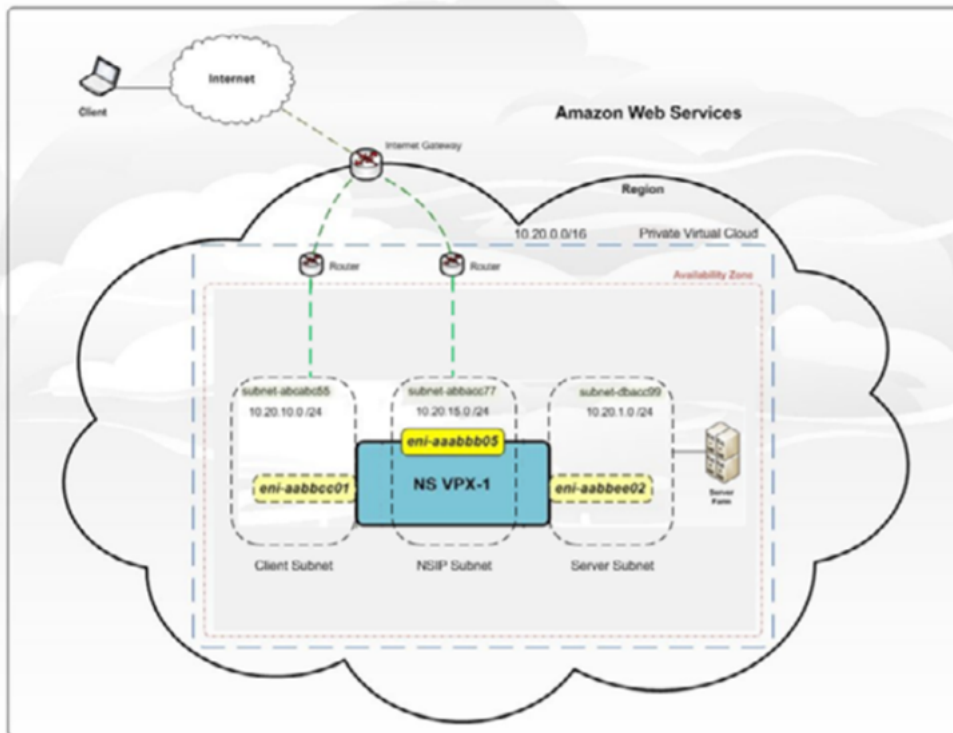 Internet
Client
Amazon Web Services
Internet Gateway
Region
10.20.0.0/16
Private Virtual Cloud
Router
Router
Availability Zone
subnet-abcabc55
subnet-abbacc77
subnet-dbacc99
10.20.10.0 /24
10.20.15.0 /24
10.20.1.0 /24
eni-aaabbb05
eni-aabbcc01
NS VPX-1
eni-aabbee02
Server
Farm
Client Subnet
NSIP Subnet
Server Subnet